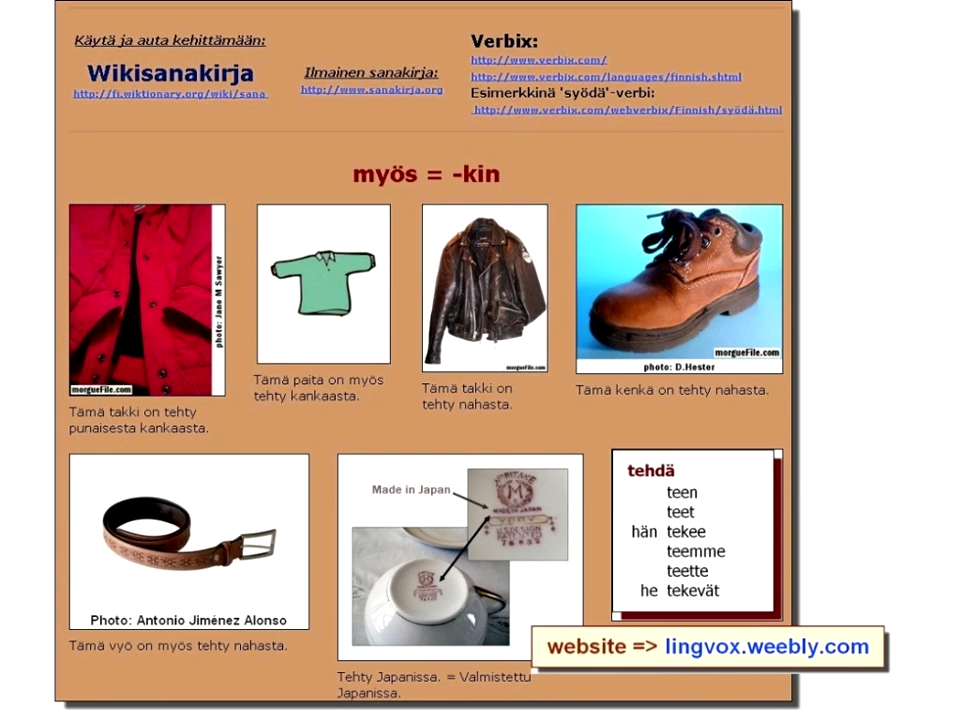 Käytä ja auta kehittämään:
Wikisanakirja
http://fi.wiktionary.org/wiki/sana
Ilmainen sanakirja:
http://www.sanakirja.org
Verbix:
http://www.verbix.com/
http://www.verbix.com/languages/finnish.shtml
Esimerkkinä 'syödä'-verbi:
http://www.verbix.com/webverbix/Finnish/syödä.html
myös = -kin
photo: Jane M Sawyer
morgueFile.com
Tämä takki on tehty
punaisesta kankaasta.
Tämä paita on myös
tehty kankaasta.
morgueFile.com
Tämä takki on
tehty nahasta.
morgueFile.com
photo: D.Hester
Tämä kenkä on tehty nahasta.
Photo: Antonio Jiménez Alonso
Tämä vyö on myös tehty nahasta.
Made in Japan
NORITAKE
M
MADE IN JAPAN
U.S.DESIGN
PATENTED
Tehty Japanissa. = Valmistettu
Japanissa.
tehdä
teen
teet
hän tekee
teemme
teette
he tekevät
website => lingvox.weebly.com